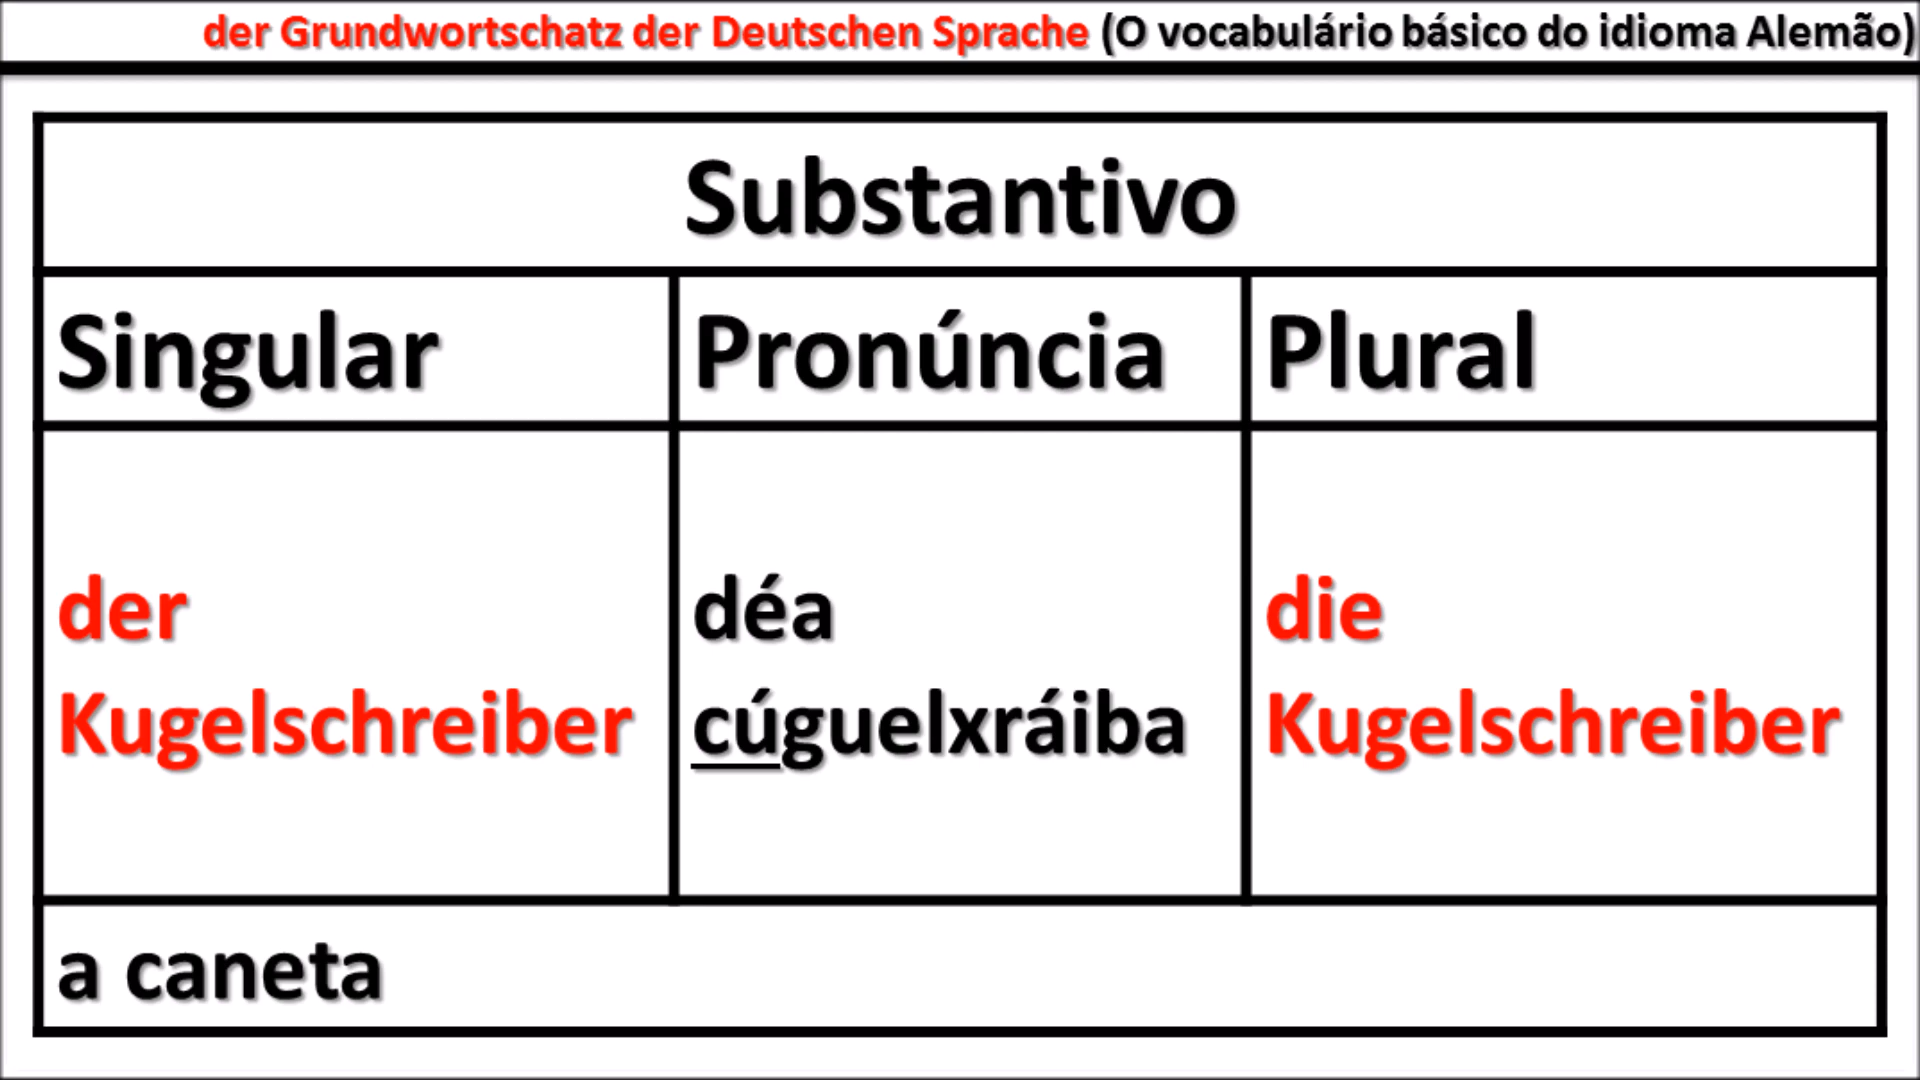 der Grundwortschatz der Deutschen Sprache (O vocabulário básico do idioma Alemão)
Substantivo
Singular Pronúncia Plural
der déa die
Kugelschreiber cúguelxráiba Kugelschreiber
a caneta